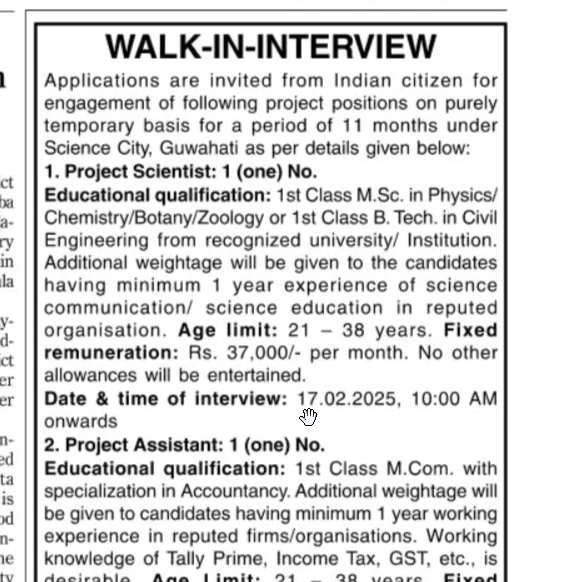 WALK-IN-INTERVIEW
Applications are invited from Indian citizen for
engagement of following project positions on purely
temporary basis for a period of 11 months under
Science City, Guwahati as per details given below:
1. Project Scientist: 1 (one) No.
Educational qualification: 1st Class M.Sc. in Physics/
Chemistry/Botany/Zoology or 1st Class B. Tech. in Civil
Engineering from recognized university/ Institution.
Additional weightage will be given to the candidates
having minimum 1 year experience of science
communication/ science education in reputed
organisation. Age limit: 21 – 38 years. Fixed
remuneration: Rs. 37,000/- per month. No other
allowances will be entertained.
Date & time of interview: 17.02.2025, 10:00 AM
onwards
2. Project Assistant: 1 (one) No.
Educational qualification: 1st Class M.Com. with
specialization in Accountancy. Additional weightage will
be given to candidates having minimum 1 year working
experience in reputed firms/organisations. Working
knowledge of Tally Prime, Income Tax, GST, etc., is
desirable. Age Limit: 21 – 38 years. Fixed